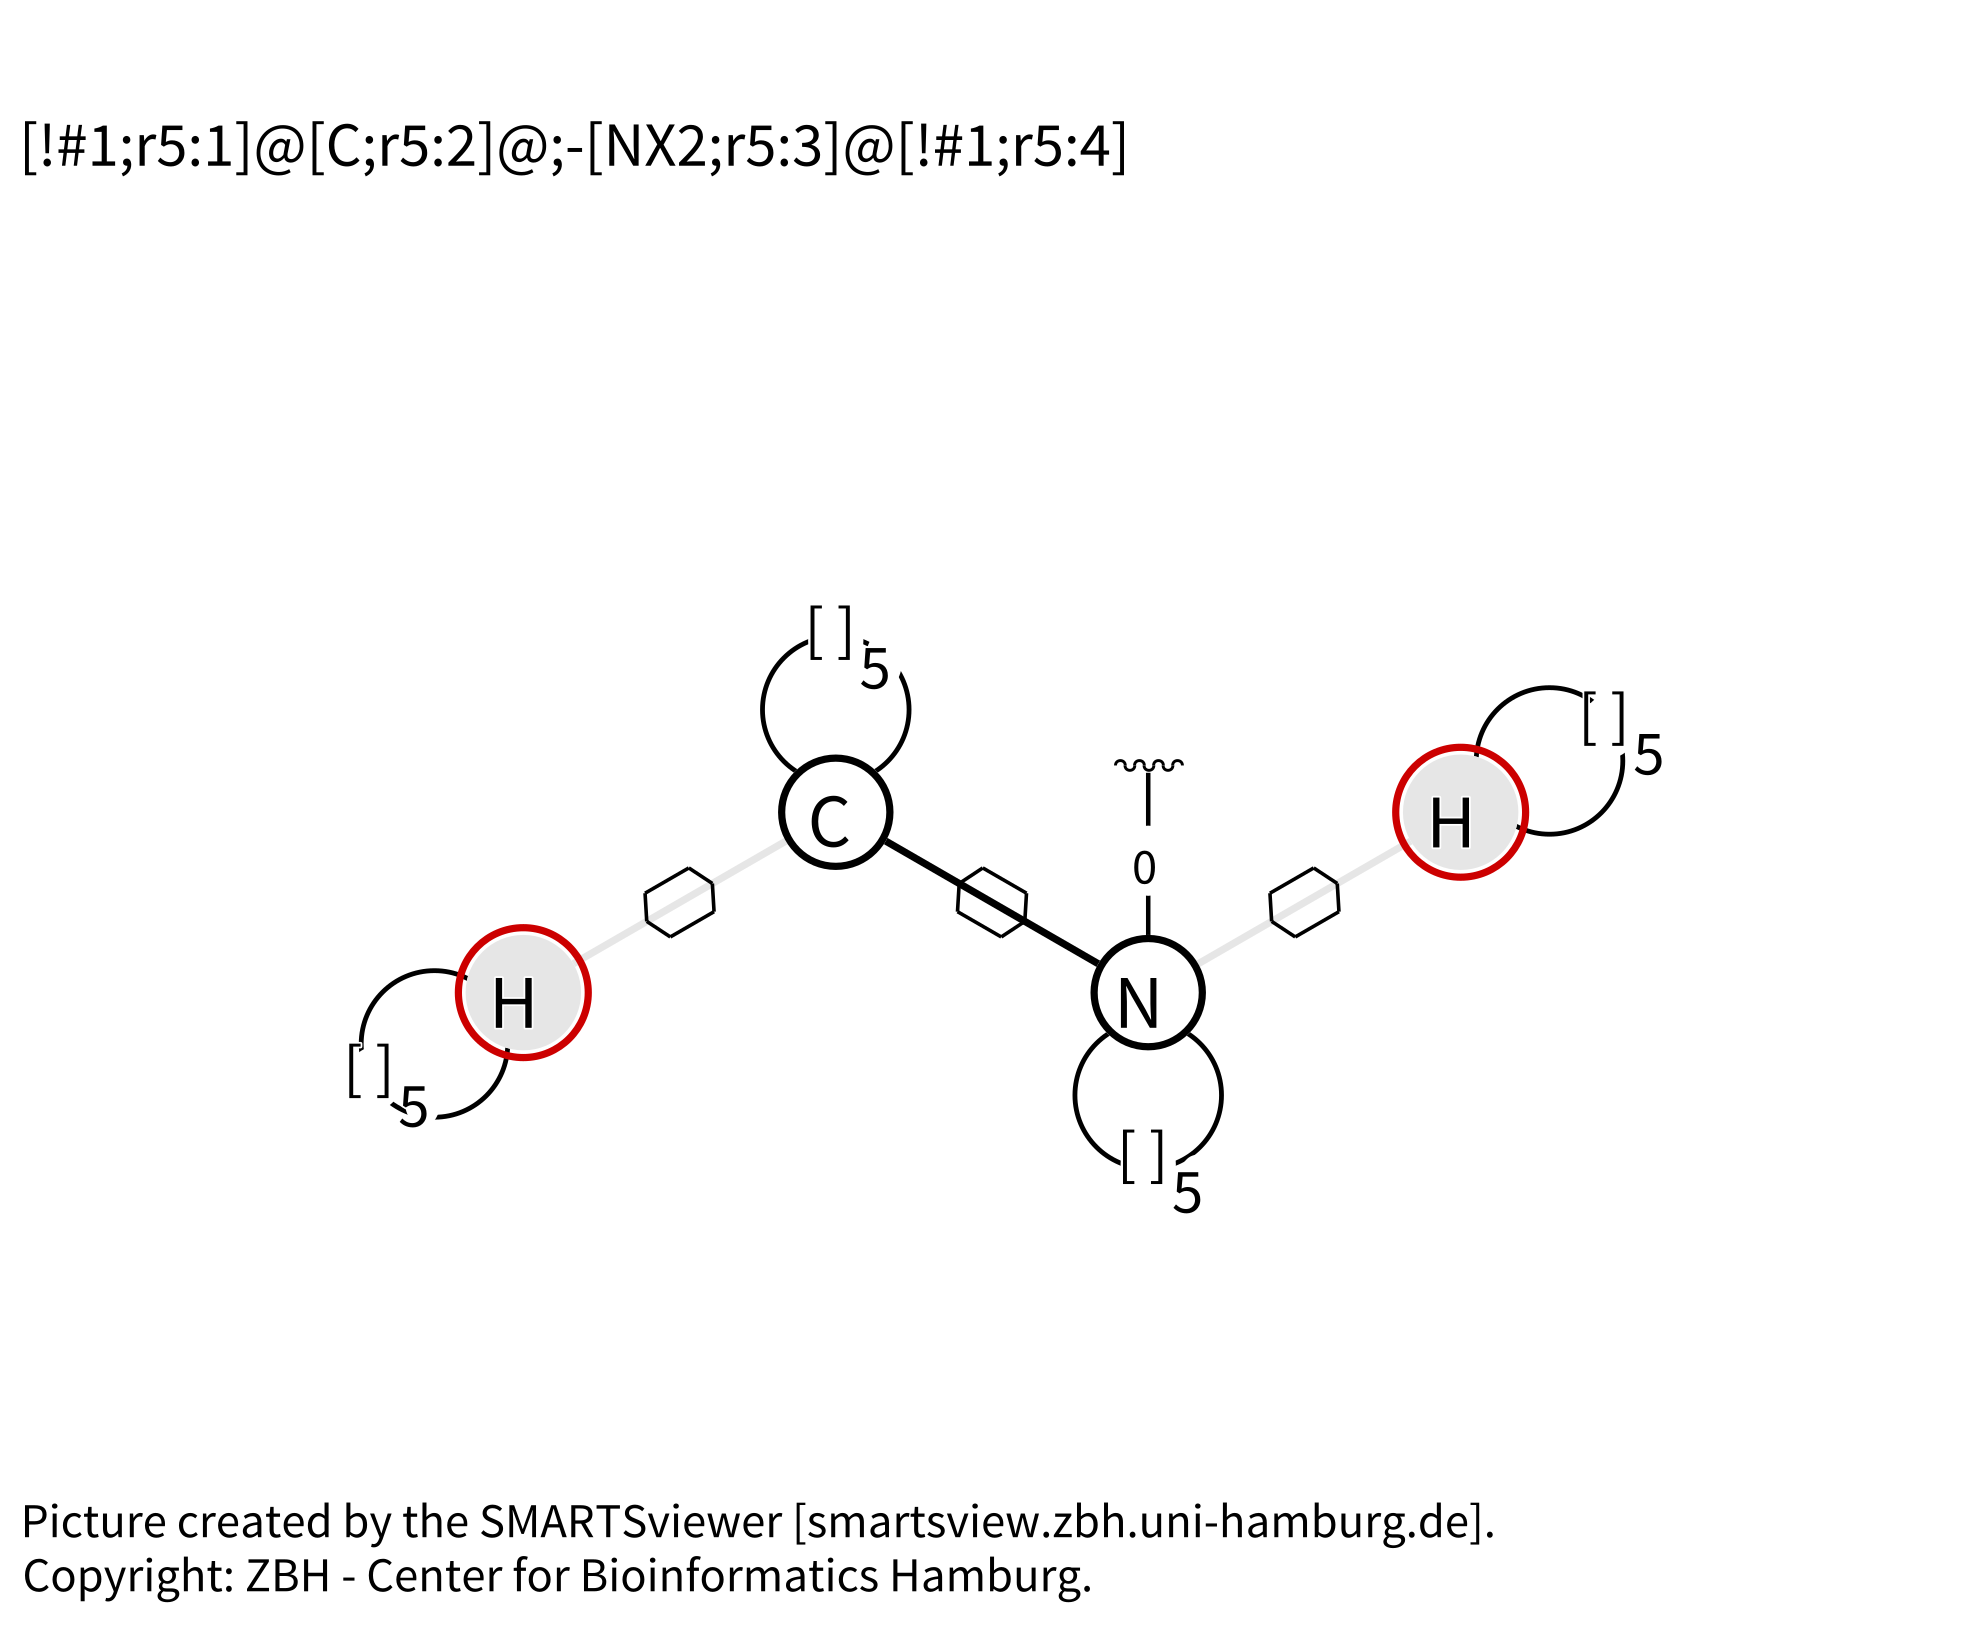 [!#1;r5:1]@[C;r5:2]@;-[NX2;r5:3]@[!#1;r5:4]
[ ]5
[ ]5
C
0
H
H
N
[ ]5
[ ]5
Picture created by the SMARTSviewer [smartsview.zbh.uni-hamburg.de].
Copyright: ZBH - Center for Bioinformatics Hamburg.